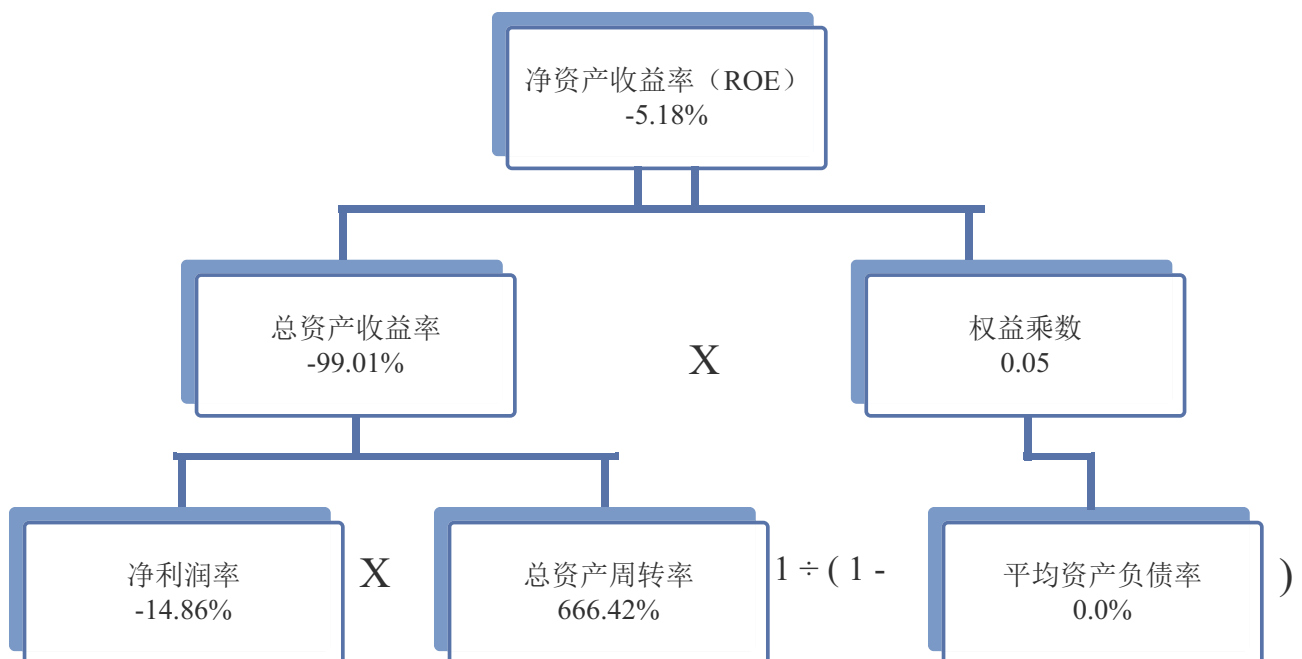 净资产收益率（ROE）
-5.18%
总资产收益率
-99.01%
X
权益乘数
0.05
净利润率
-14.86%
X
总资产周转率
666.42%
1 ÷ ( 1 -
平均资产负债率
0.0%
)